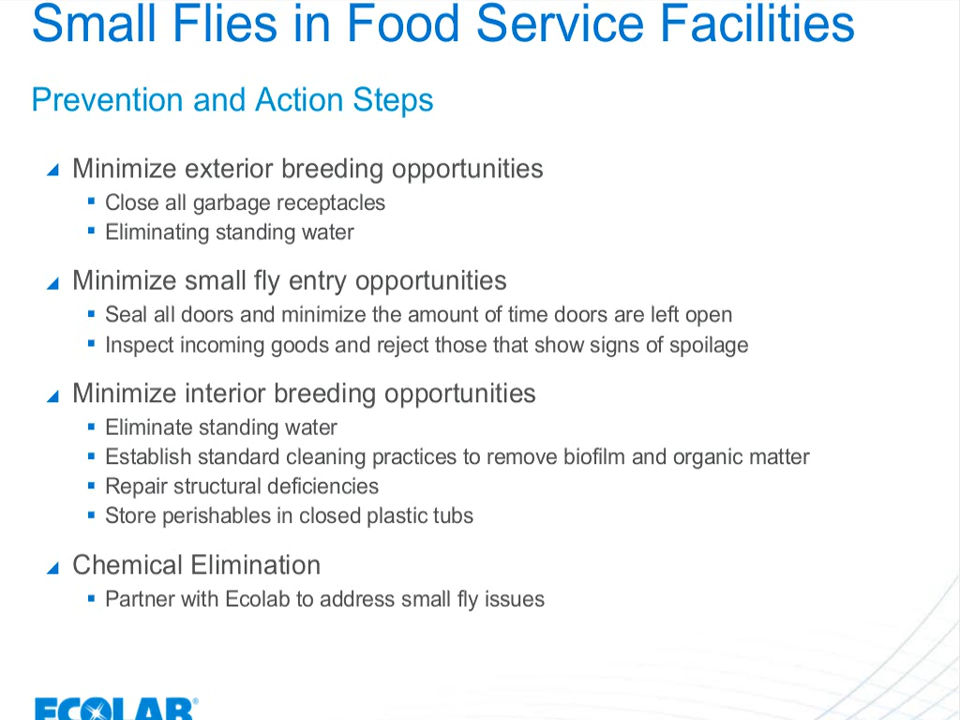 Small Flies in Food Service Facilities
Prevention and Action Steps
Minimize exterior breeding opportunities
Close all garbage receptacles
Eliminating standing water
Minimize small fly entry opportunities
Seal all doors and minimize the amount of time doors are left open
Inspect incoming goods and reject those that show signs of spoilage
Minimize interior breeding opportunities
Eliminate standing water
Establish standard cleaning practices to remove biofilm and organic matter
Repair structural deficiencies
Store perishables in closed plastic tubs
Chemical Elimination
Partner with Ecolab to address small fly issues
ECOLAB®